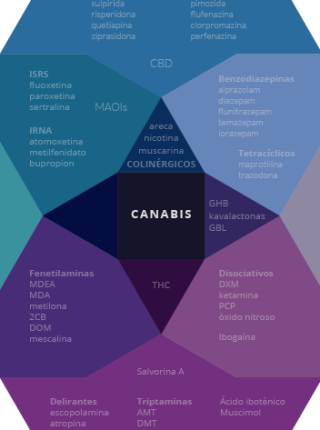 sulpirida
risperidona
quetiapina
ziprasidona
pimozida
flufenazina
clorpromazina
perfenazina
CBD
ISRS
fluoxetina
paroxetina
sertralina
MAOIs
Benzodiazepinas
alprazolam
diazepam
flunitrazepam
temazepam
lorazepam
IRNA
atomoxetina
metilfenidato
bupropion
areca
nicotina
muscarina
COLINÉRGICOS
Tetracíclicos
maprotilina
trazodona
CANABIS
GHB
kavalactonas
GBL
Fenetilaminas
MDEA
MDA
metilona
2CB
DOM
mescalina
THC
Disociativos
DXM
ketamina
PCP
óxido nitroso
Ibogaína
Salvorina A
Delirantes
escopolamina
atropina
Triptaminas
AMT
DMT
Ácido ibotênico
Muscimol